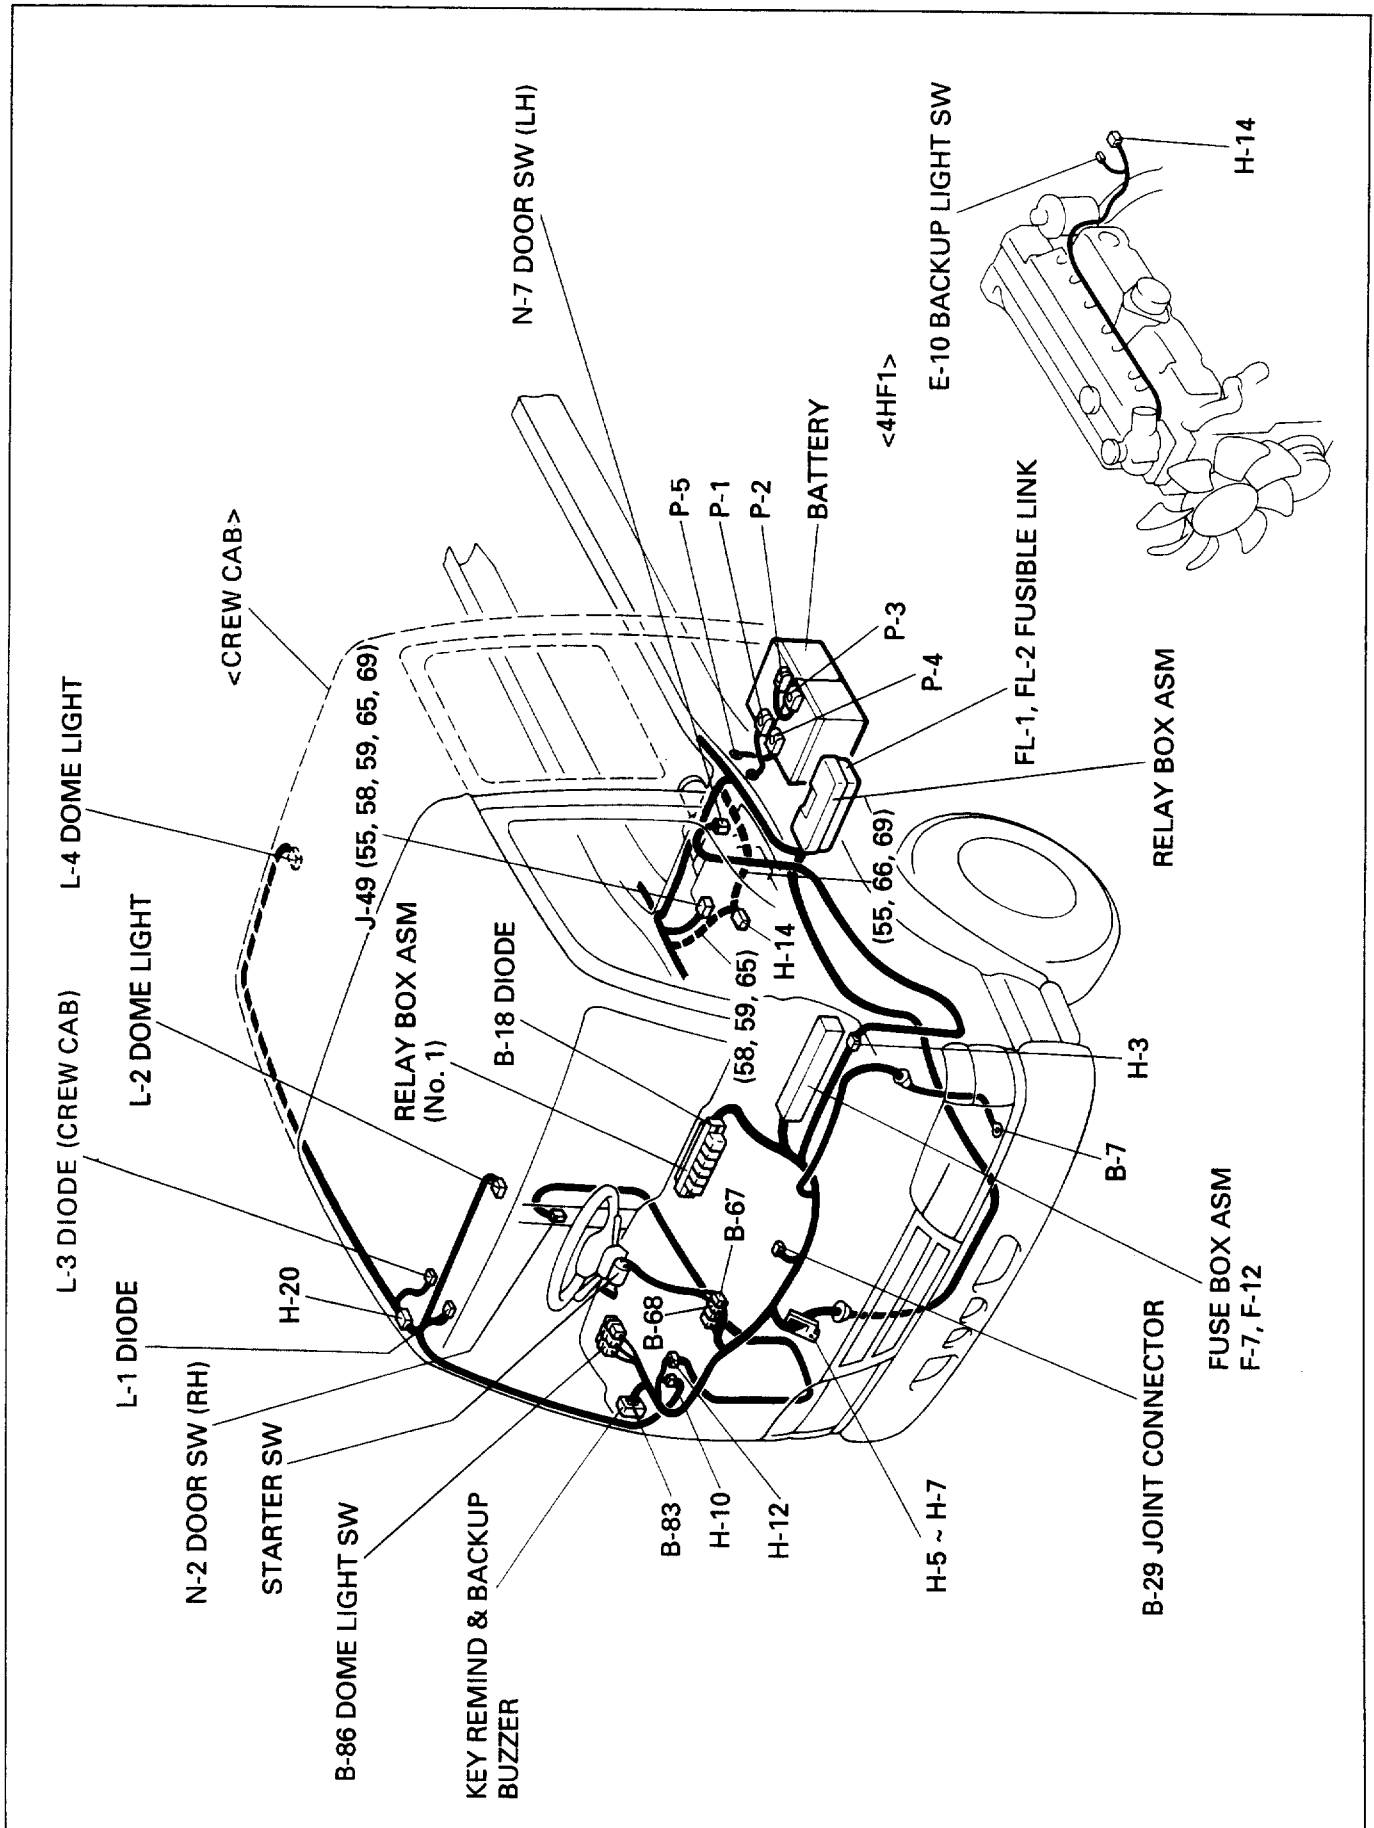 <CREW CAB>
L-4 DOME LIGHT
L-2 DOME LIGHT
L-3 DIODE (CREW CAB)
L-1 DIODE
H-20
N-2 DOOR SW (RH)
STARTER SW
B-86 DOME LIGHT SW
KEY REMIND & BACKUP
BUZZER
J-49 (55, 58, 59, 65, 69)
RELAY BOX ASM
(No. 1)
B-18 DIODE
N-7 DOOR SW (LH)
P-5
P-1
P-2
BATTERY
P-3
P-4
<4HF1>
E-10 BACKUP LIGHT SW
H-14
FL-1, FL-2 FUSIBLE LINK
RELAY BOX ASM
(55, 66, 69)
H-14
(58, 59, 65)
B-67
B-68
B-83
H-10
H-12
H-5 ~ H-7
H-3
B-7
FUSE BOX ASM
F-7, F-12
B-29 JOINT CONNECTOR